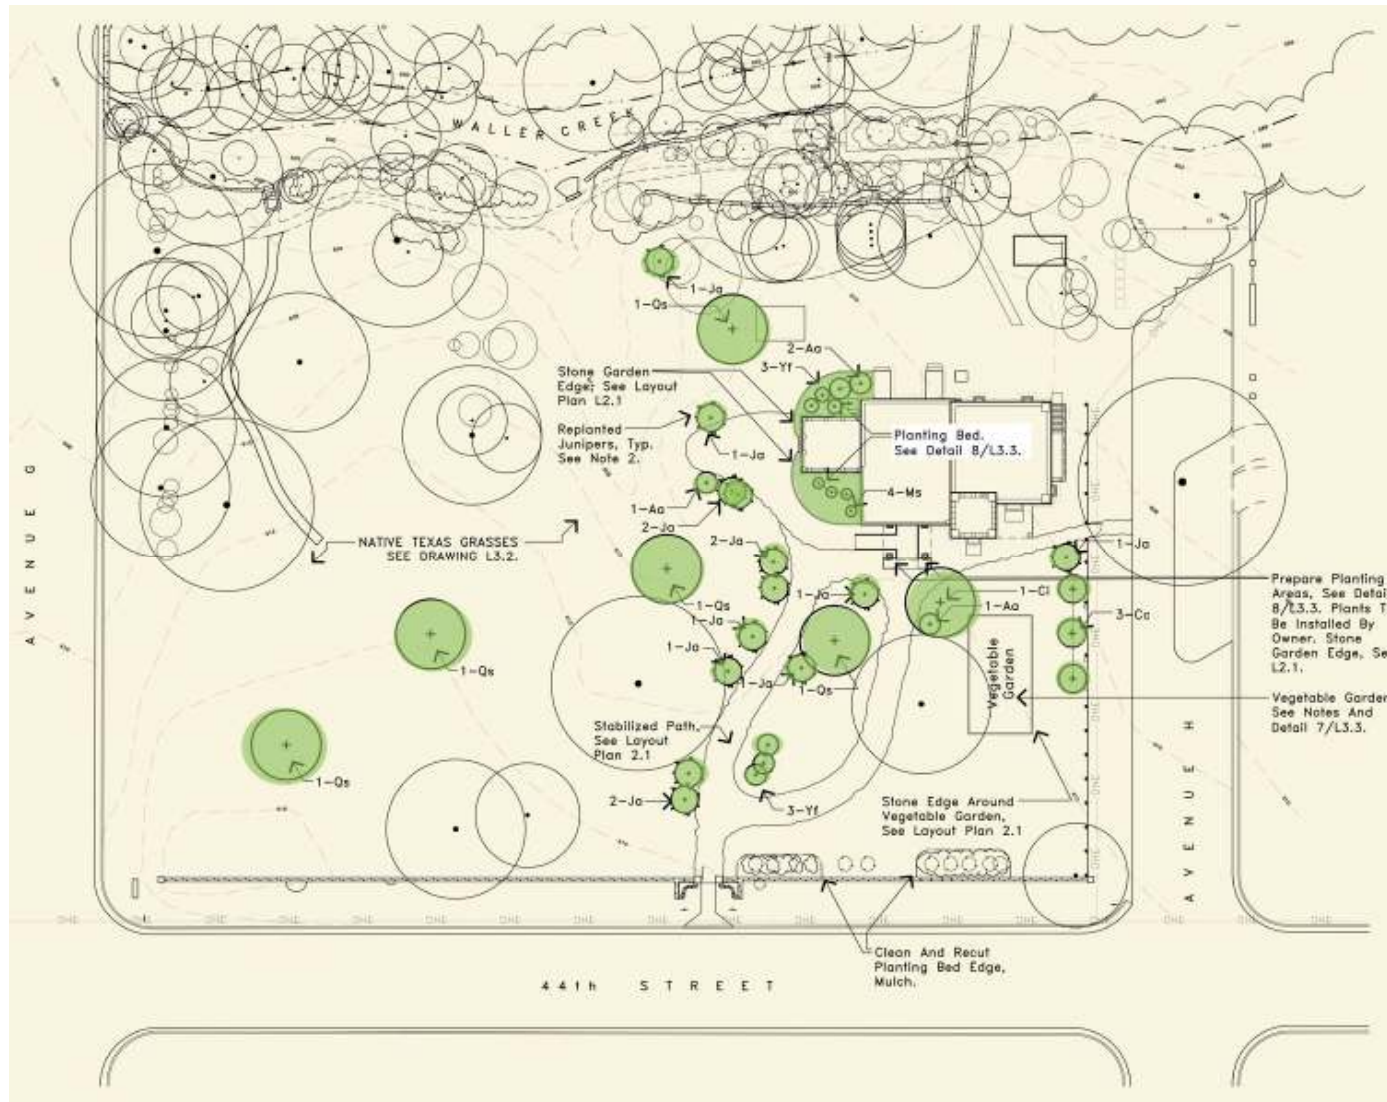 WALLER CREEK
1-Ja
1-Qs
2-Aa
3-Yf
Stone Garden
Edge; See Layout
Plan L2.1
Replanted
Junipers, Typ.
See Note 2.
1-Ja
Planting Bed.
See Detail 8/L3.3.
4-Ms
1-Aa
2-Ja
NATIVE TEXAS GRASSES
SEE DRAWING L3.2.
2-Ja
1-Ja
1-Qs
1-Ja
1-Cl
1-Aa
3-Cc
Prepare Planting
Areas, See Detai
8/L3.3. Plants T
Be Installed By
Owner. Stone
Garden Edge, Se
L2.1.
1-Ja
1-Ja
1-Ja
1-Qs
1-Qs
Vegetable
Garden
Vegetable Garde
See Notes And
Detail 7/L3.3.
Stabilized Path,
See Layout
Plan 2.1
1-Qs
2-Ja
3-Yf
Stone Edge Around
Vegetable Garden,
See Layout Plan 2.1
AVENUE G
AVENUE H
Clean And Recut
Planting Bed Edge,
Mulch.
44th STREET